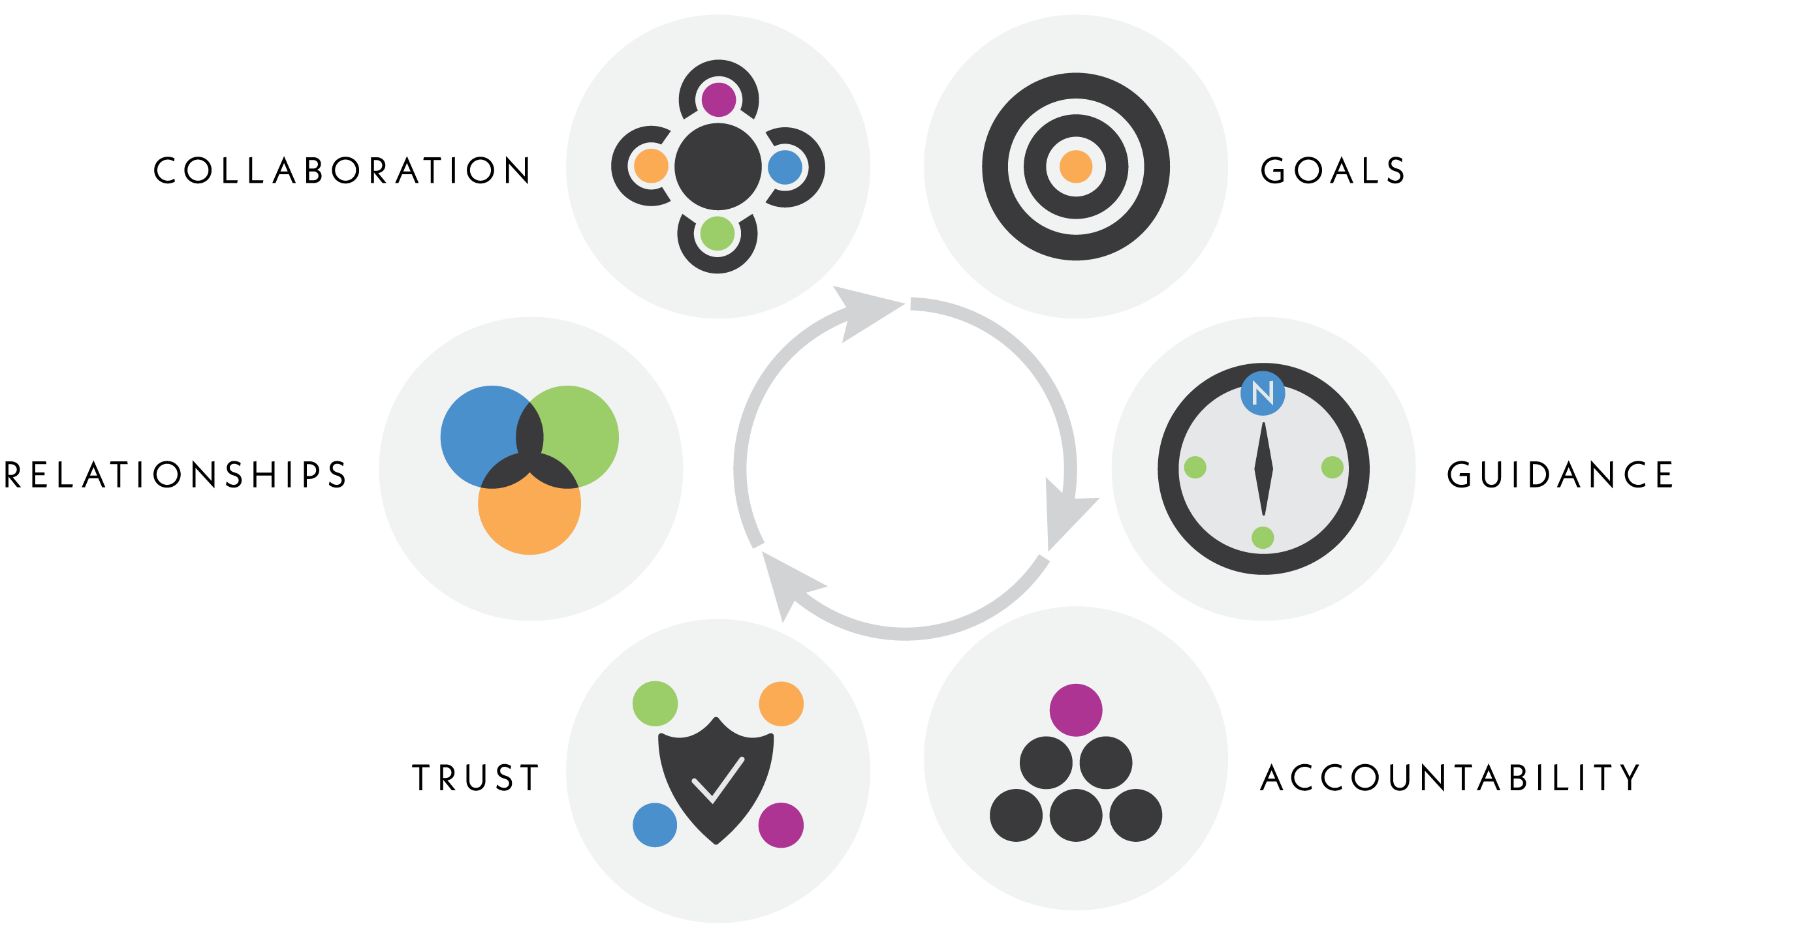 COLLABORATION
GOALS
RELATIONSHIPS
N
GUIDANCE
TRUST
ACCOUNTABILITY